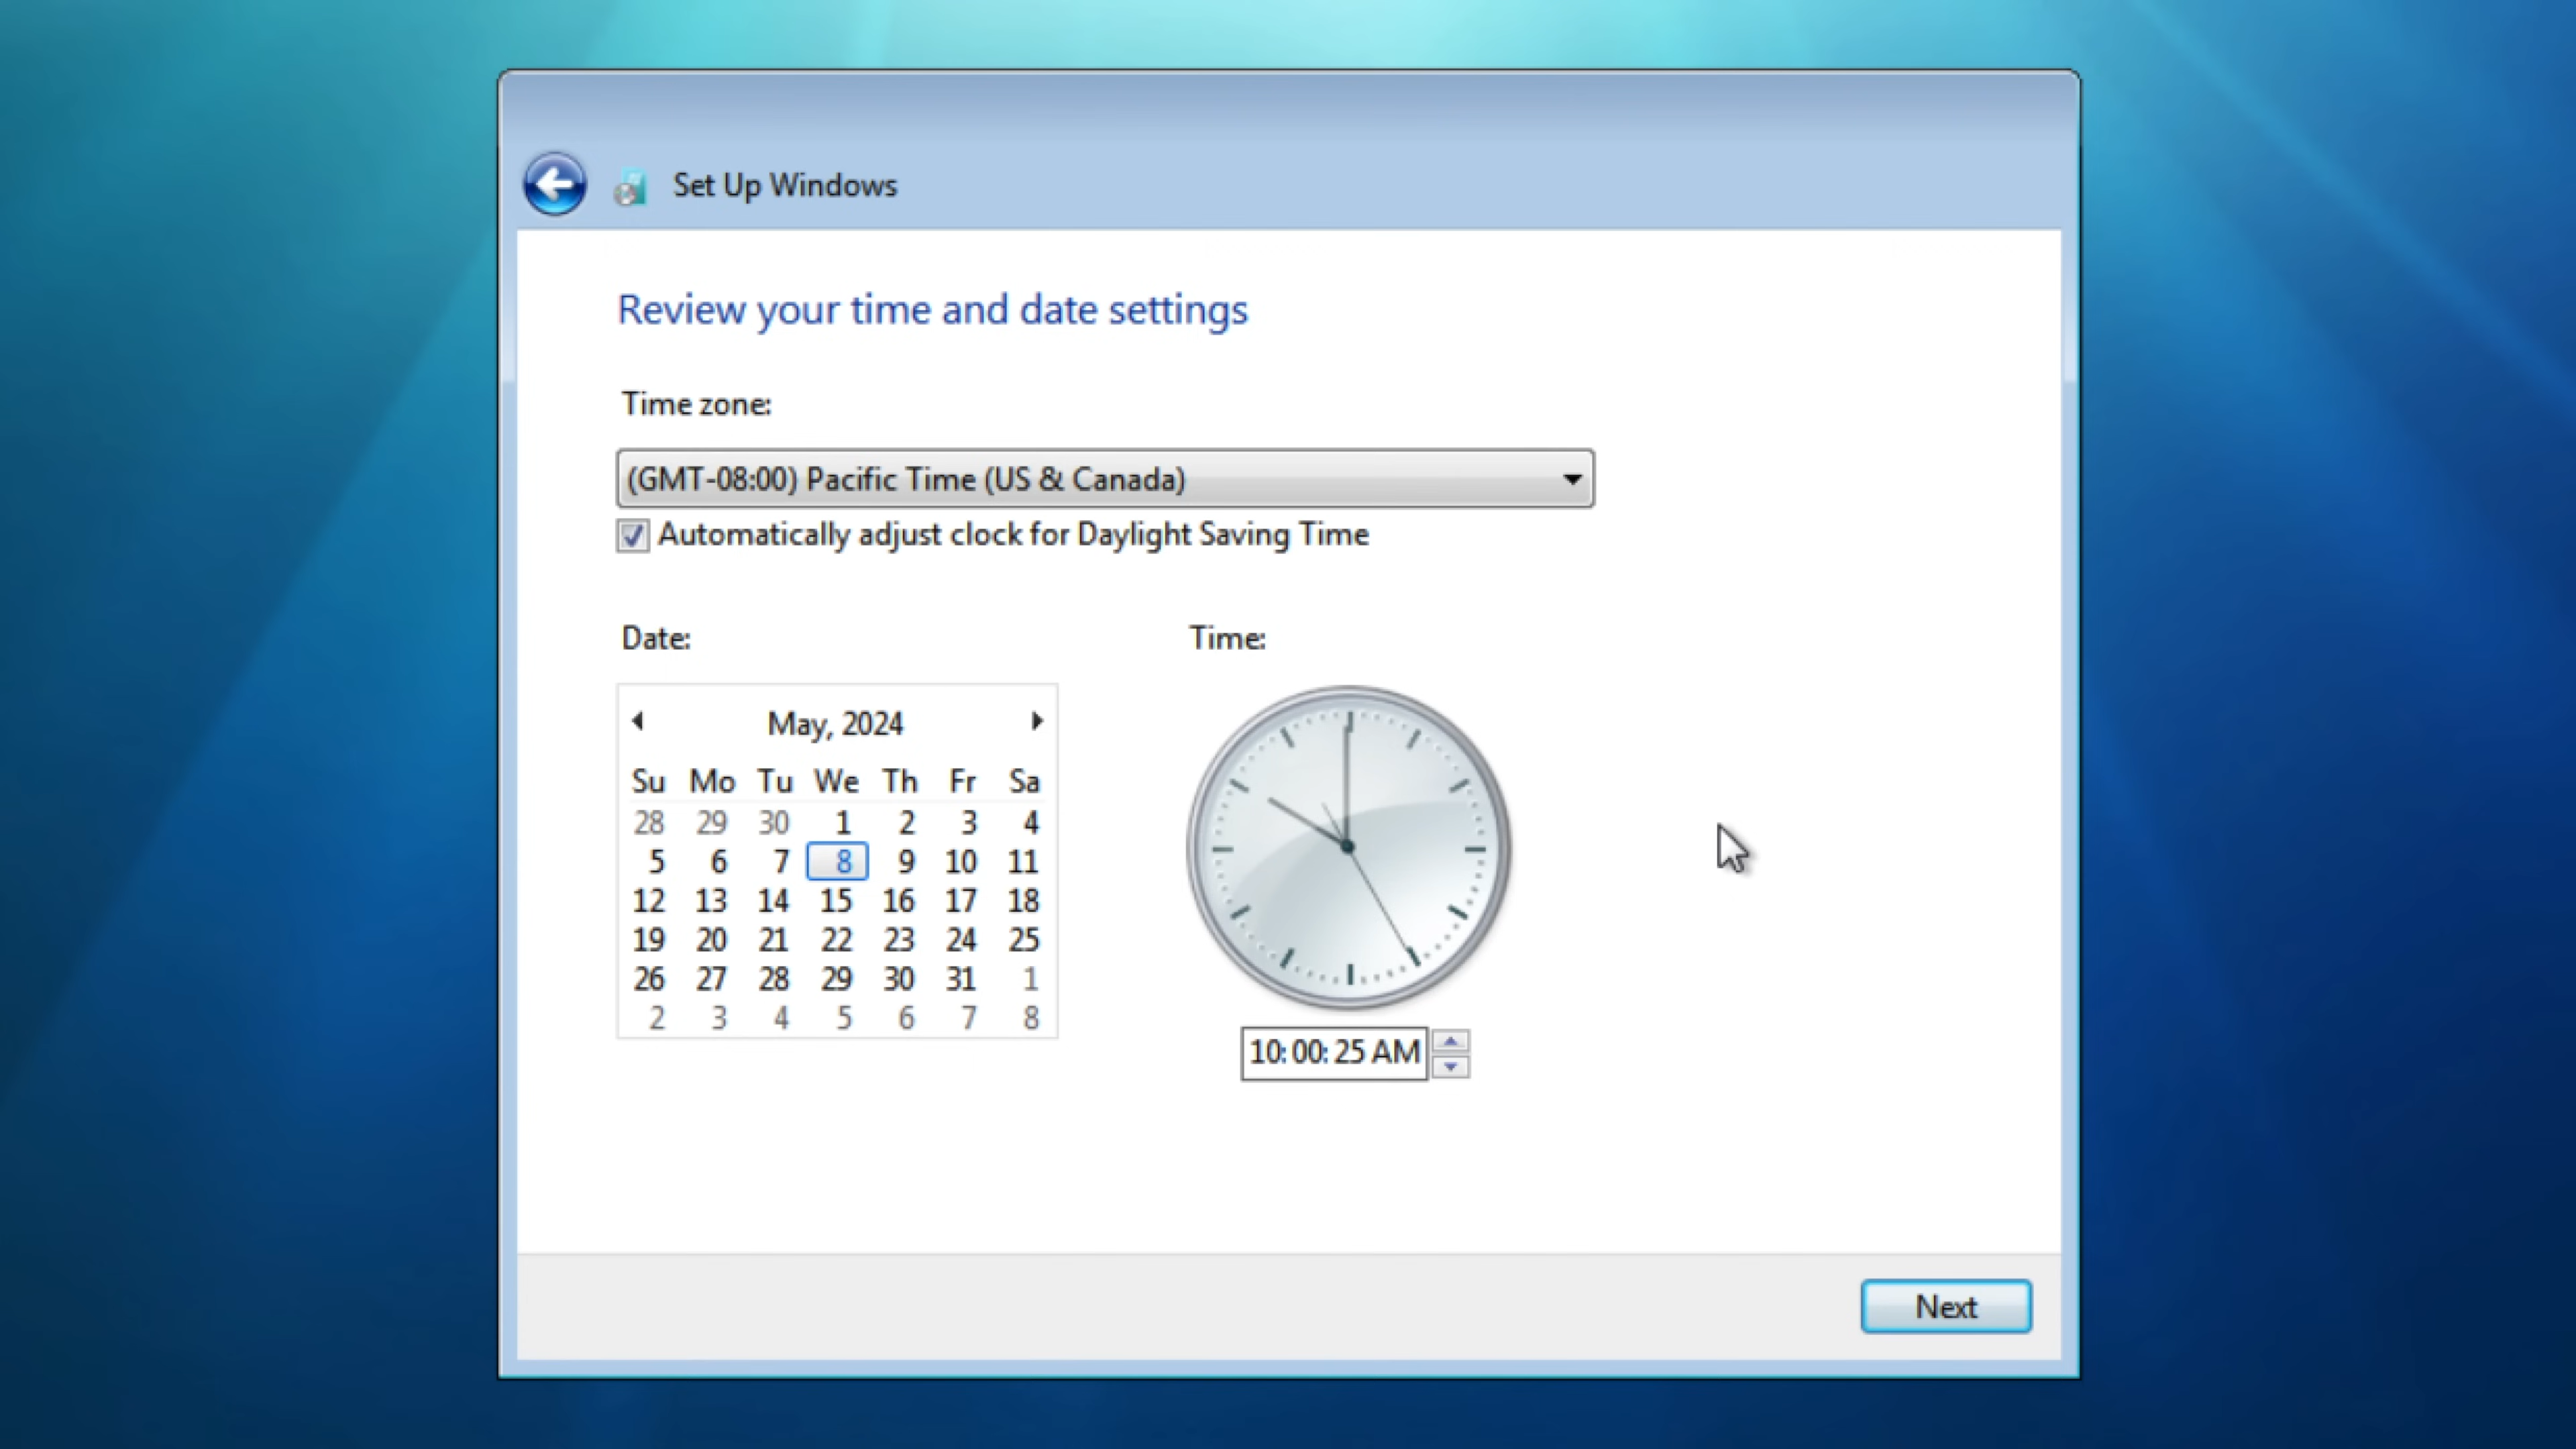 Set Up Windows
Review your time and date settings
Time zone:
(GMT-08:00) Pacific Time (US & Canada)
Automatically adjust clock for Daylight Saving Time
Date:
Time:
May, 2024
Su Mo Tu We Th Fr Sa
28 29 30 1 2 3 4
5 6 7 8 9 10 11
12 13 14 15 16 17 18
19 20 21 22 23 24 25
26 27 28 29 30 31 1
2 3 4 5 6 7 8
10:00:25 AM
Next